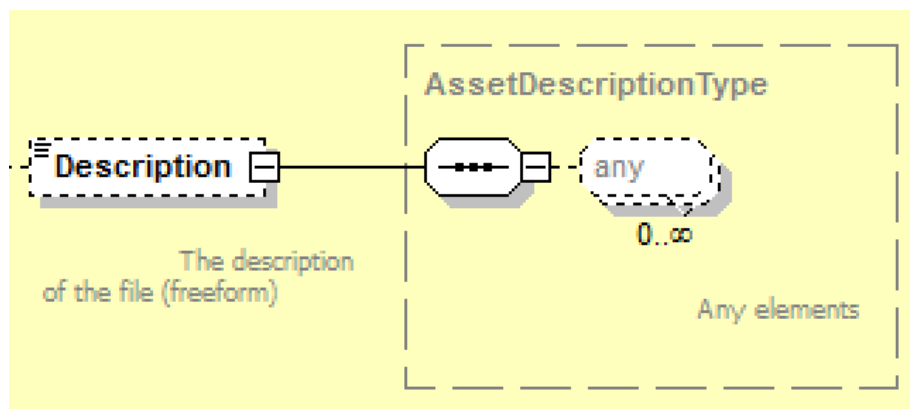 AssetDescriptionType
Description
any
0..∞
The description
of the file (freeform)
Any elements